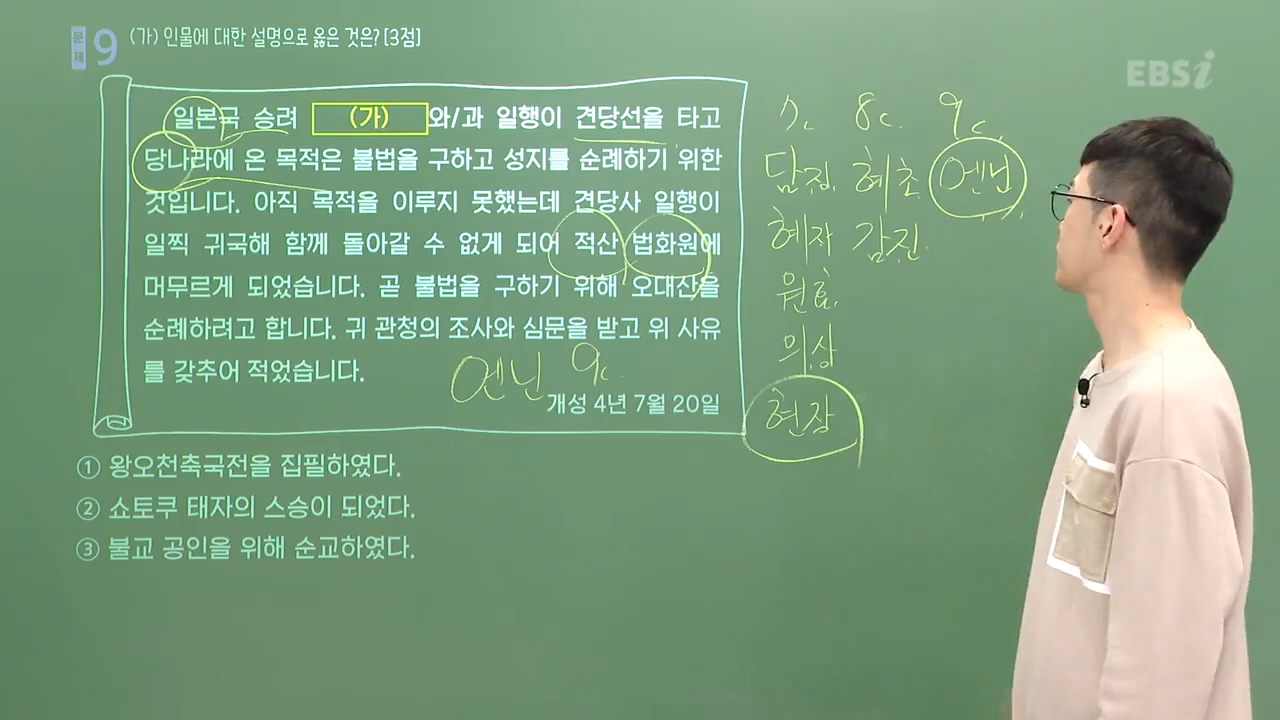 문제 9 (가) 인물에 대한 설명으로 옳은 것은? [3점]
EBSi
일본국 승려 (가) 와/과 일행이 견당선을 타고
당나라에 온 목적은 불법을 구하고 성지를 순례하기 위한
것입니다. 아직 목적을 이루지 못했는데 견당사 일행이
일찍 귀국해 함께 돌아갈 수 없게 되어 적산 법화원에
머무르게 되었습니다. 곧 불법을 구하기 위해 오대산을
순례하려고 합니다. 귀 관청의 조사와 심문을 받고 위 사유
를 갖추어 적었습니다.
엔닌 9c.
개성 4년 7월 20일
7c 8c. 9c.
담징. 혜초. 엔닌
혜자 감진.
원효.
의상
현장
① 왕오천축국전을 집필하였다.
② 쇼토쿠 태자의 스승이 되었다.
③ 불교 공인을 위해 순교하였다.